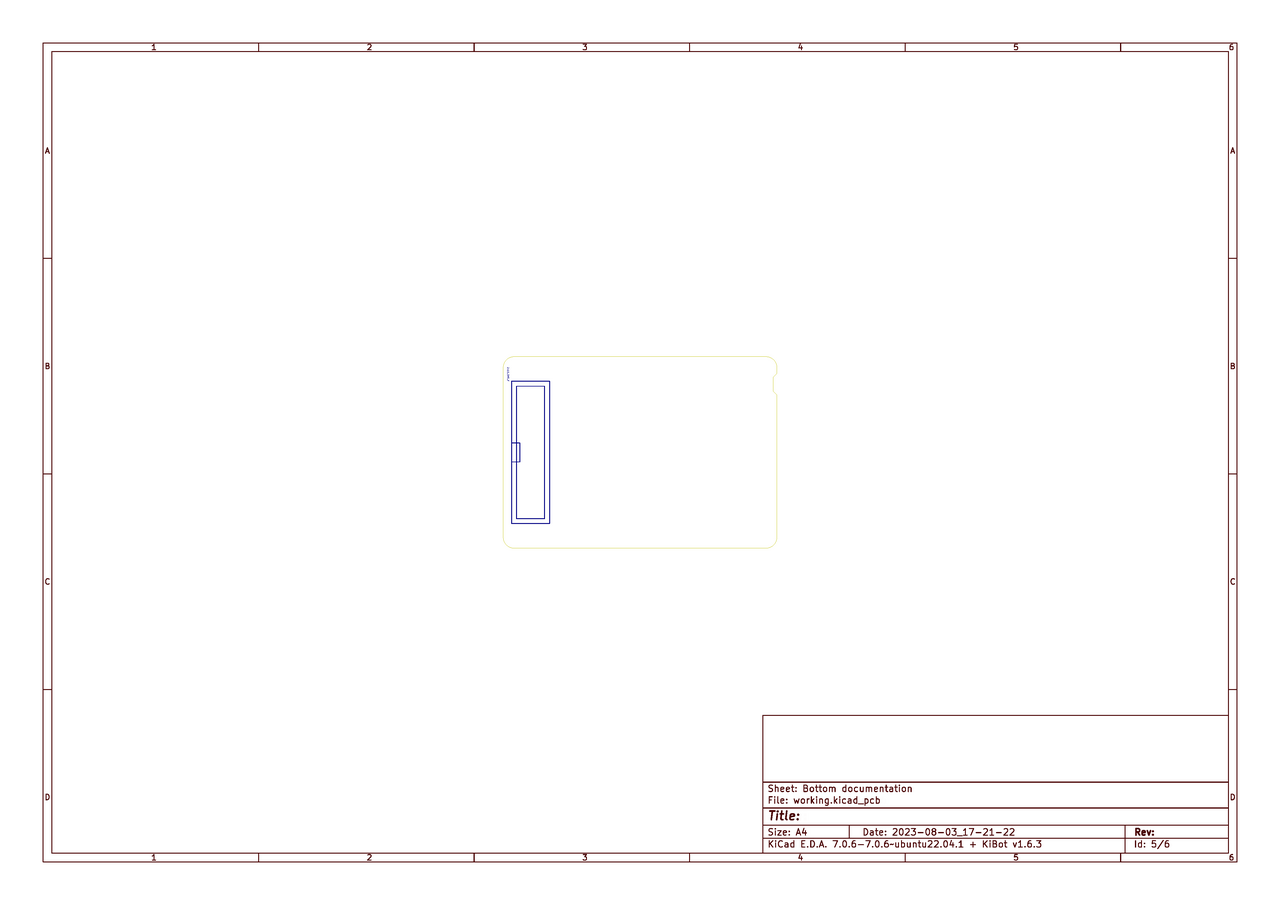 1 2 3 4 5 6
A A
B B
C C
D D
Sheet: Bottom documentation
File: working.kicad_pcb
Title:
Size: A4 Date: 2023-08-03_17-21-22 Rev:
KiCad E.D.A. 7.0.6-7.0.6~ubuntu22.04.1 + KiBot v1.6.3 Id: 5/6
1 2 3 4 5 6